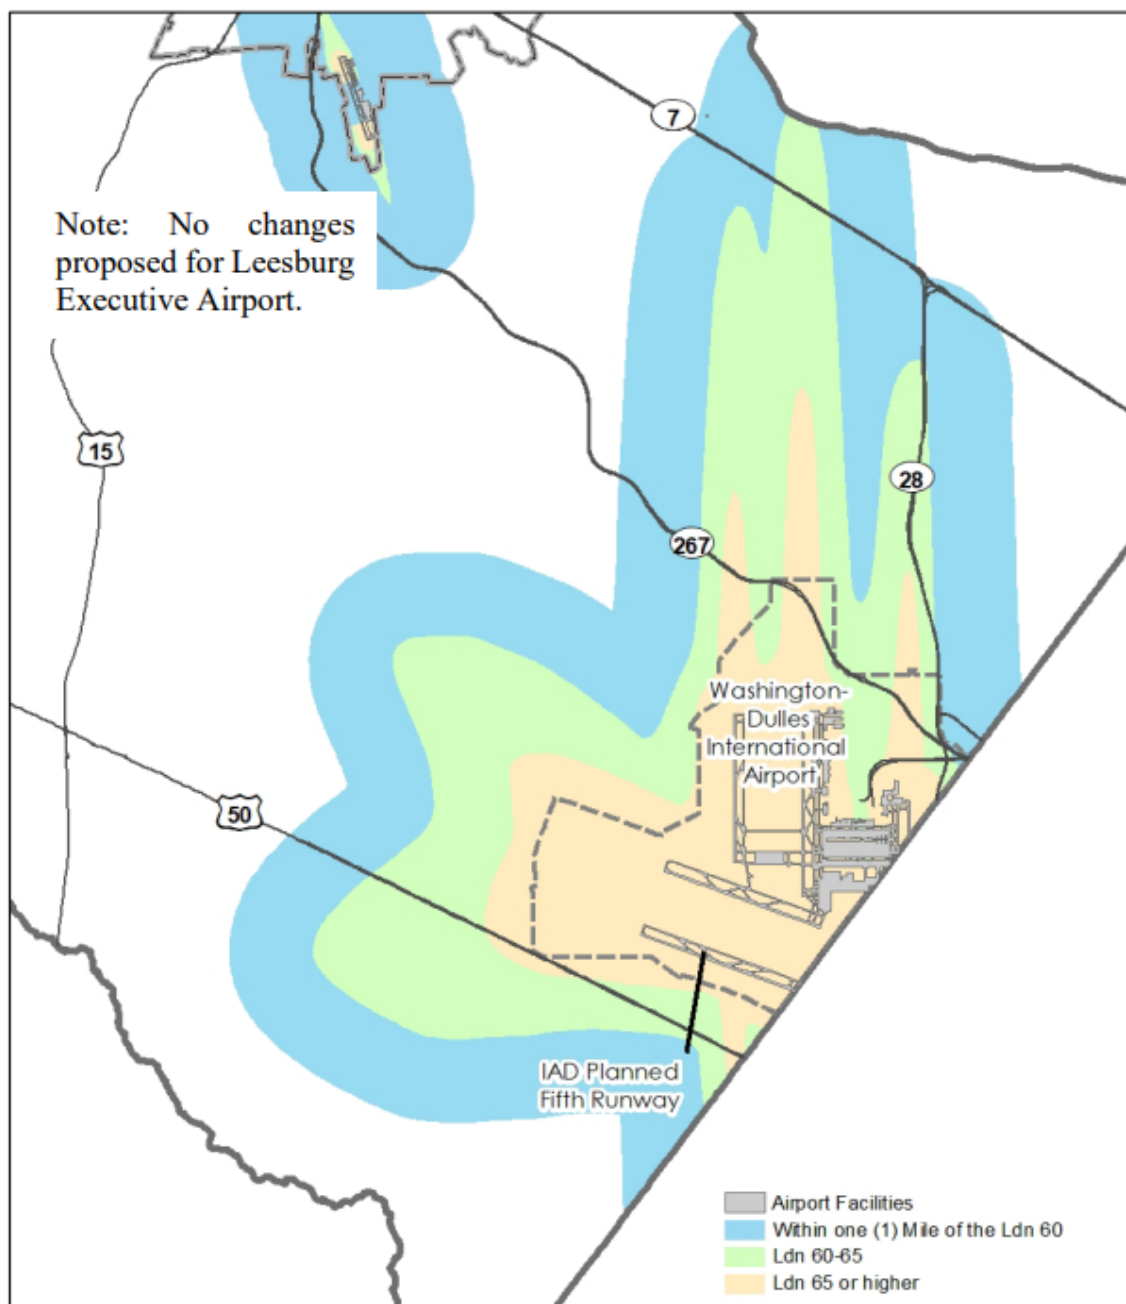 7
Note: No changes
proposed for Leesburg
Executive Airport.
15
28
267
Washington-
Dulles
International
Airport
50
IAD Planned
Fifth Runway
Airport Facilities
Within one (1) Mile of the Ldn 60
Ldn 60-65
Ldn 65 or higher